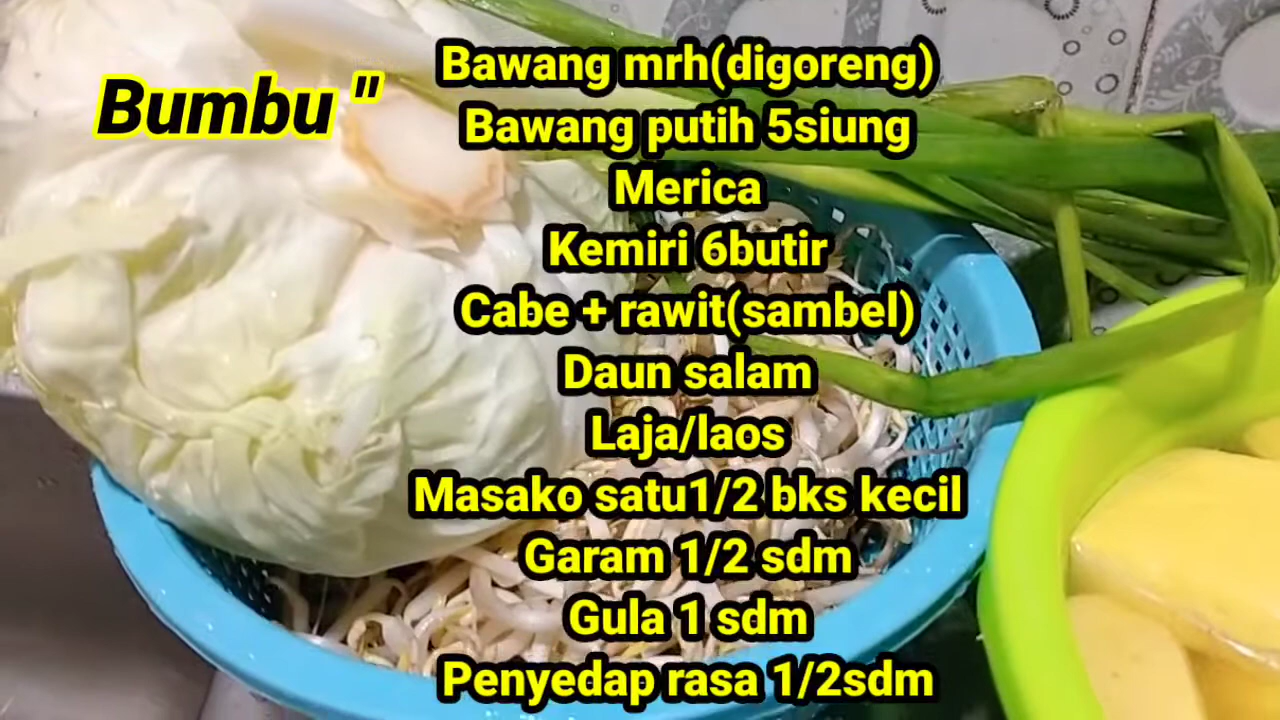 Bumbu "
Bawang mrh(digoreng)
Bawang putih 5siung
Merica
Kemiri 6butir
Cabe + rawit(sambel)
Daun salam
Laja/laos
Masako satu1/2 bks kecil
Garam 1/2 sdm
Gula 1 sdm
Penyedap rasa 1/2sdm